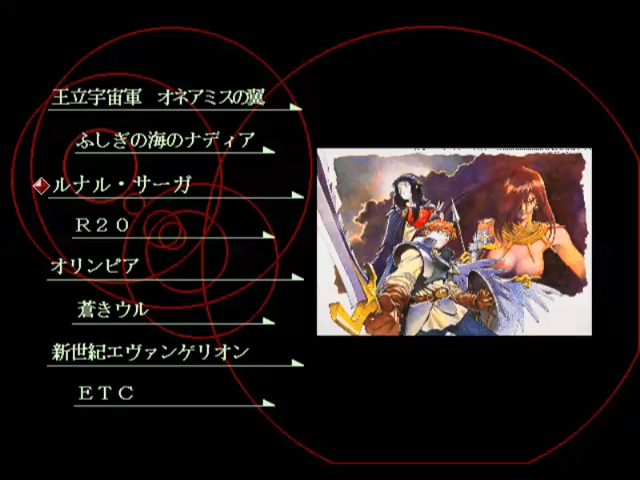 王立宇宙軍　オネアミスの翼
ふしぎの海のナディア
ルナル・サーガ
Ｒ２０
オリンピア
蒼きウル
新世紀エヴァンゲリオン
ＥＴＣ